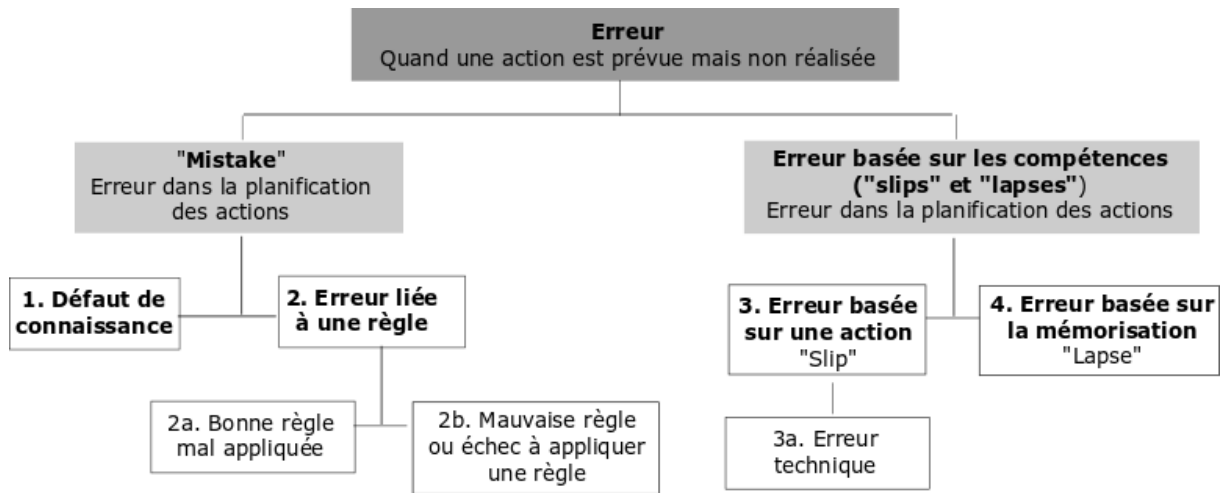 Erreur
Quand une action est prévue mais non réalisée
"Mistake"
Erreur dans la planification
des actions
Erreur basée sur les compétences
("slips" et "lapses")
Erreur dans la planification des actions
1. Défaut de
connaissance
2. Erreur liée
à une règle
3. Erreur basée
sur une action
"Slip"
4. Erreur basée sur
la mémorisation
"Lapse"
2a. Bonne règle
mal appliquée
2b. Mauvaise règle
ou échec à appliquer
une règle
3a. Erreur
technique